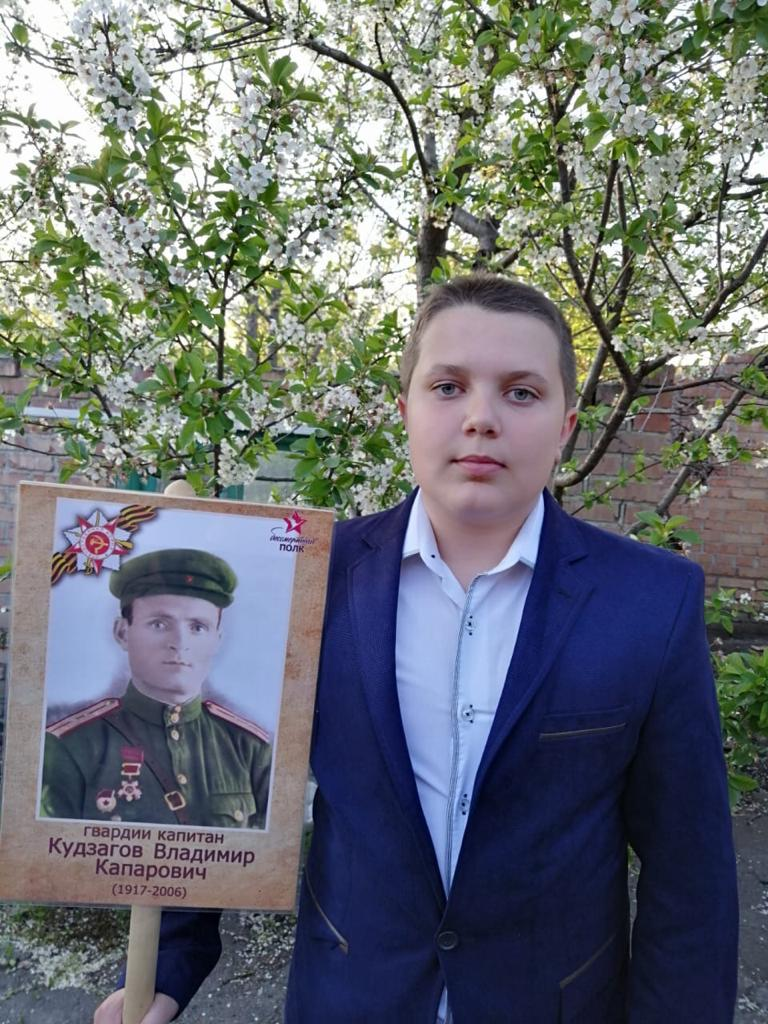 бессмертный
ПОЛК
гвардии капитан
Кудзагов Владимир
Капарович
(1917-2006)